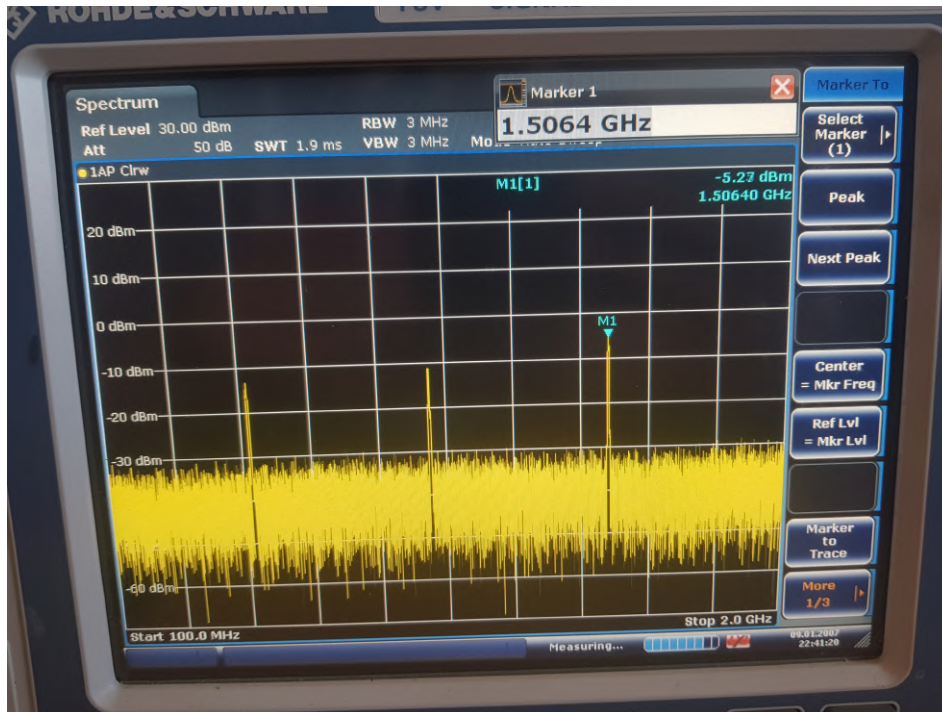 ROHDE&SCHWARZ
Spectrum
Marker 1
1.5064 GHz
Ref Level 30.00 dBm
RBW 3 MHz
Att 50 dB SWT 1.9 ms VBW 3 MHz
1AP Clrw
M1[1]
-5.27 dBm
1.50640 GHz
20 dBm
10 dBm
0 dBm
M1
-10 dBm
-20 dBm
-30 dBm
-60 dBm
Start 100.0 MHz
Stop 2.0 GHz
Measuring...
09.01.2007
22:41:20
Marker To
Select
Marker
(1)
Peak
Next Peak
Center
= Mkr Freq
Ref Lvl
= Mkr Lvl
Marker
to
Trace
More
1/3